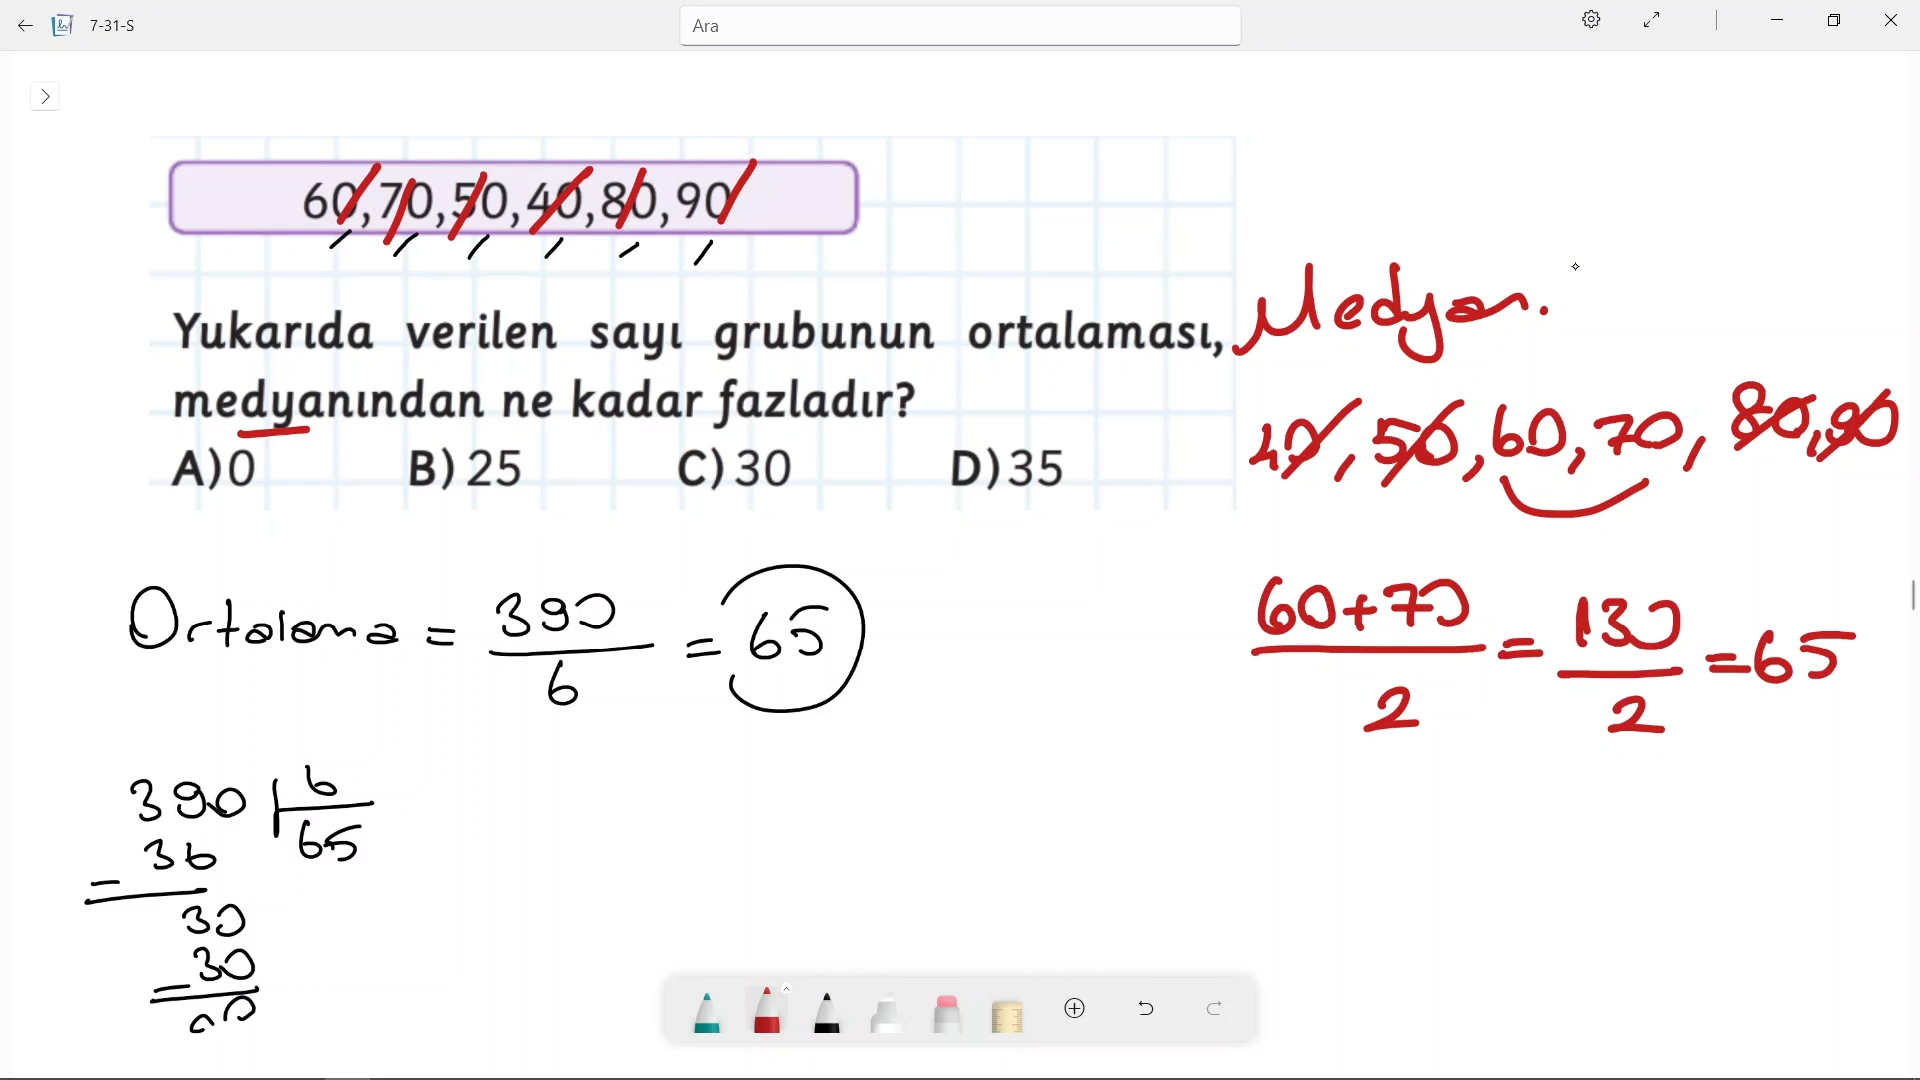 7-31-S
Ara
60,70,50,40,80,90
Yukarıda verilen sayı grubunun ortalaması,
medyanından ne kadar fazladır?
A)0 B)25 C)30 D)35
Medyan.
40, 50, 60, 70, 80, 90
Ortalama = 390/6 = 65
60+70/2 = 130/2 = 65
390 6
36 65
30
-30
00